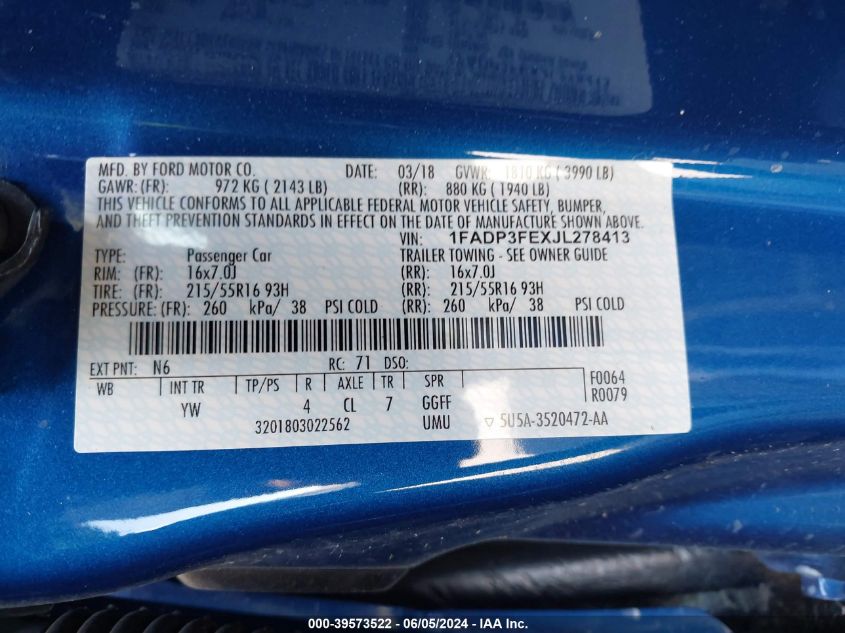 MFD. BY FORD MOTOR CO. DATE: 03/18 GVWR: 1810 KG ( 3990 LB)
GAWR:(FR): 972 KG ( 2143 LB) (RR): 880 KG ( 1940 LB)
THIS VEHICLE CONFORMS TO ALL APPLICABLE FEDERAL MOTOR VEHICLE SAFETY, BUMPER,
AND THEFT PREVENTION STANDARDS IN EFFECT ON THE DATE OF MANUFACTURE SHOWN ABOVE.
VIN: 1FADP3FEXJL278413
TYPE: Passenger Car TRAILER TOWING - SEE OWNER GUIDE
RIM: (FR): 16x7.0J (RR): 16x7.0J
TIRE: (FR): 215/55R16 93H (RR): 215/55R16 93H
PRESSURE: (FR): 260 kPa/ 38 PSI COLD (RR): 260 kPa/ 38 PSI COLD
EXT PNT: N6 RC: 71 DSO: F0064
WB INT TR TP/PS R AXLE TR SPR R0079
YW 4 CL 7 GGFF
3201803022562 UMU ▽ 5U5A-3520472-AA
000-39573522 | 06/05/2024 - IAA Inc.